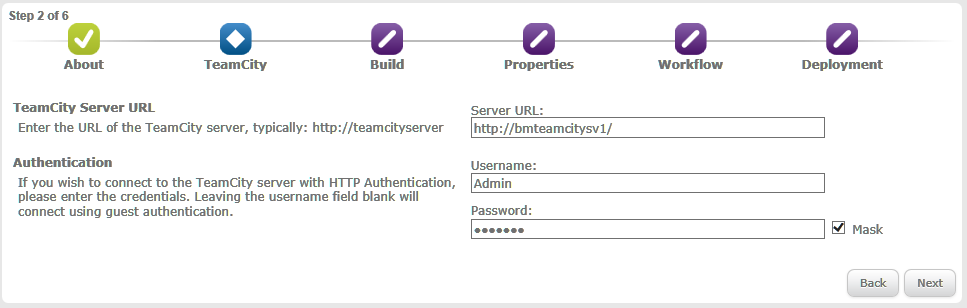 Step 2 of 6
About TeamCity Build Properties Workflow Deployment
TeamCity Server URL
Enter the URL of the TeamCity server, typically: http://teamcityserver
Server URL:
http://bmteamcitysv1/
Authentication
If you wish to connect to the TeamCity server with HTTP Authentication,
please enter the credentials. Leaving the username field blank will
connect using guest authentication.
Username:
Admin
Password:
•••••••
Mask
Back Next